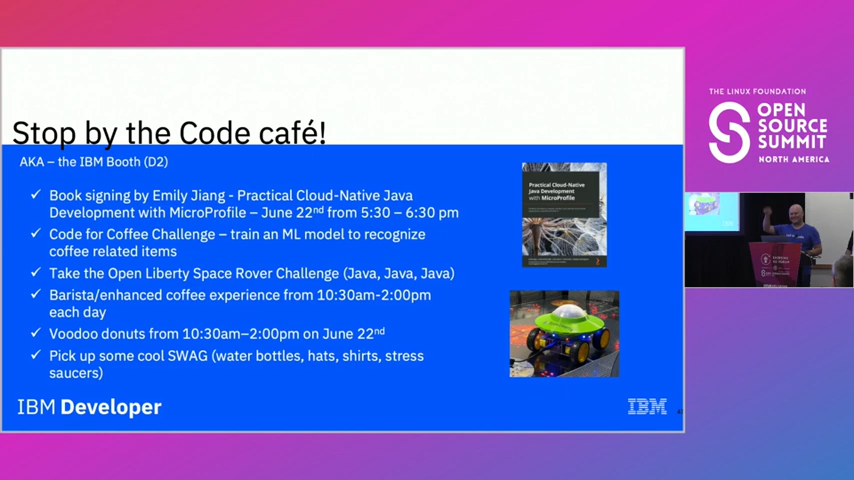 Stop by the Code café!
AKA – the IBM Booth (D2)
✓ Book signing by Emily Jiang - Practical Cloud-Native Java
Development with MicroProfile – June 22nd from 5:30 – 6:30 pm
✓ Code for Coffee Challenge – train an ML model to recognize
coffee related items
✓ Take the Open Liberty Space Rover Challenge (Java, Java, Java)
✓ Barista/enhanced coffee experience from 10:30am-2:00pm
each day
✓ Voodoo donuts from 10:30am–2:00pm on June 22nd
✓ Pick up some cool SWAG (water bottles, hats, shirts, stress
saucers)
Practical Cloud-Native
Java Development
with MicroProfile
IBM Developer
IBM
THE LINUX FOUNDATION
OPEN
SOURCE
SUMMIT
NORTH AMERICA